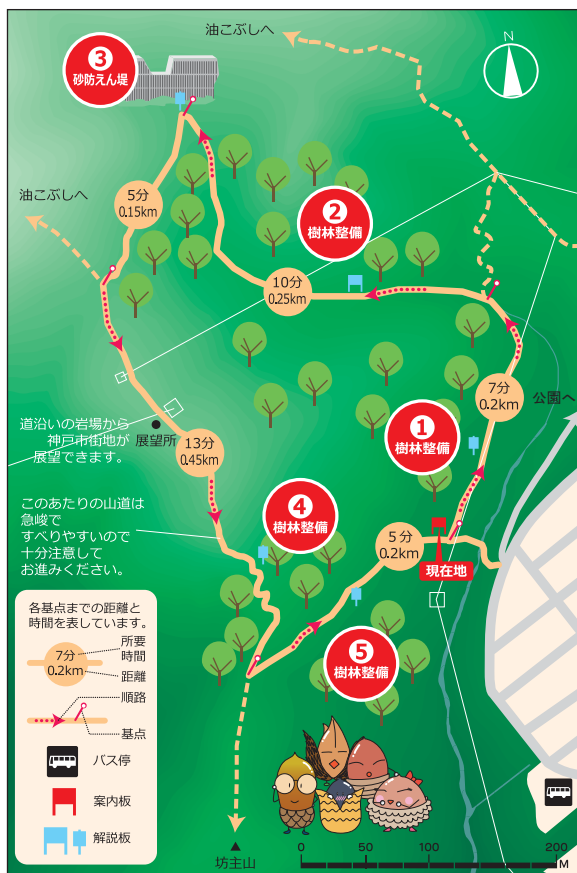 油こぶしへ
N
3
砂防えん堤
油こぶしへ
5分
0.15km
2
樹林整備
10分
0.25km
7分
0.2km
公園へ
1
樹林整備
道沿いの岩場から
神戸市街地が
展望できます。
展望所
13分
0.45km
このあたりの山道は
急峻で
すべりやすいので
十分注意して
お進みください。
4
樹林整備
5分
0.2km
現在地
5
樹林整備
各基点までの距離と
時間を表しています。
7分
0.2km
所要
時間
距離
順路
基点
バス停
案内板
解説板
坊主山
0 50 100 200
M